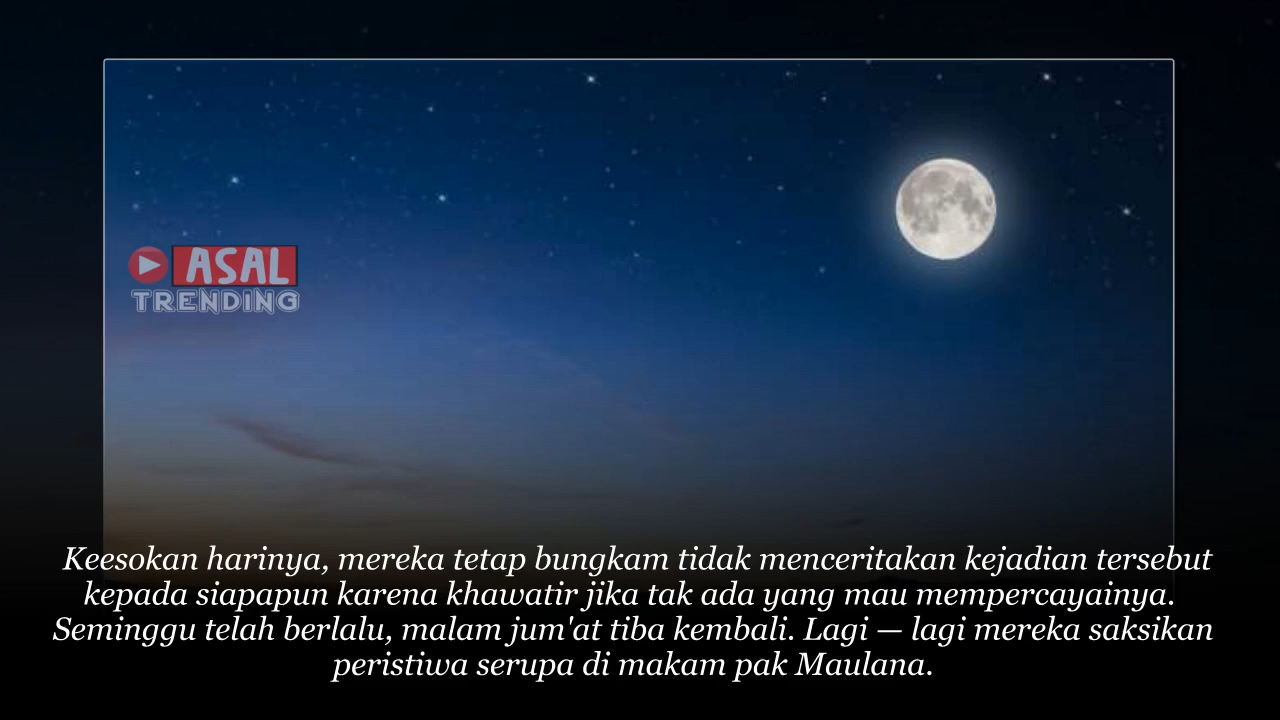 ASAL
TRENDING
Keesokan harinya, mereka tetap bungkam tidak menceritakan kejadian tersebut
kepada siapapun karena khawatir jika tak ada yang mau mempercayainya.
Seminggu telah berlalu, malam jum'at tiba kembali. Lagi — lagi mereka saksikan
peristiwa serupa di makam pak Maulana.